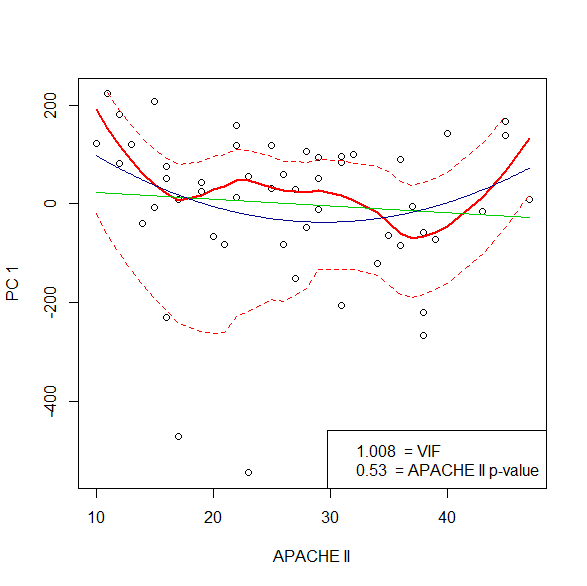 200
0
-200
-400
PC 1
1.008 = VIF
0.53 = APACHE II p-value
10 20 30 40
APACHE II